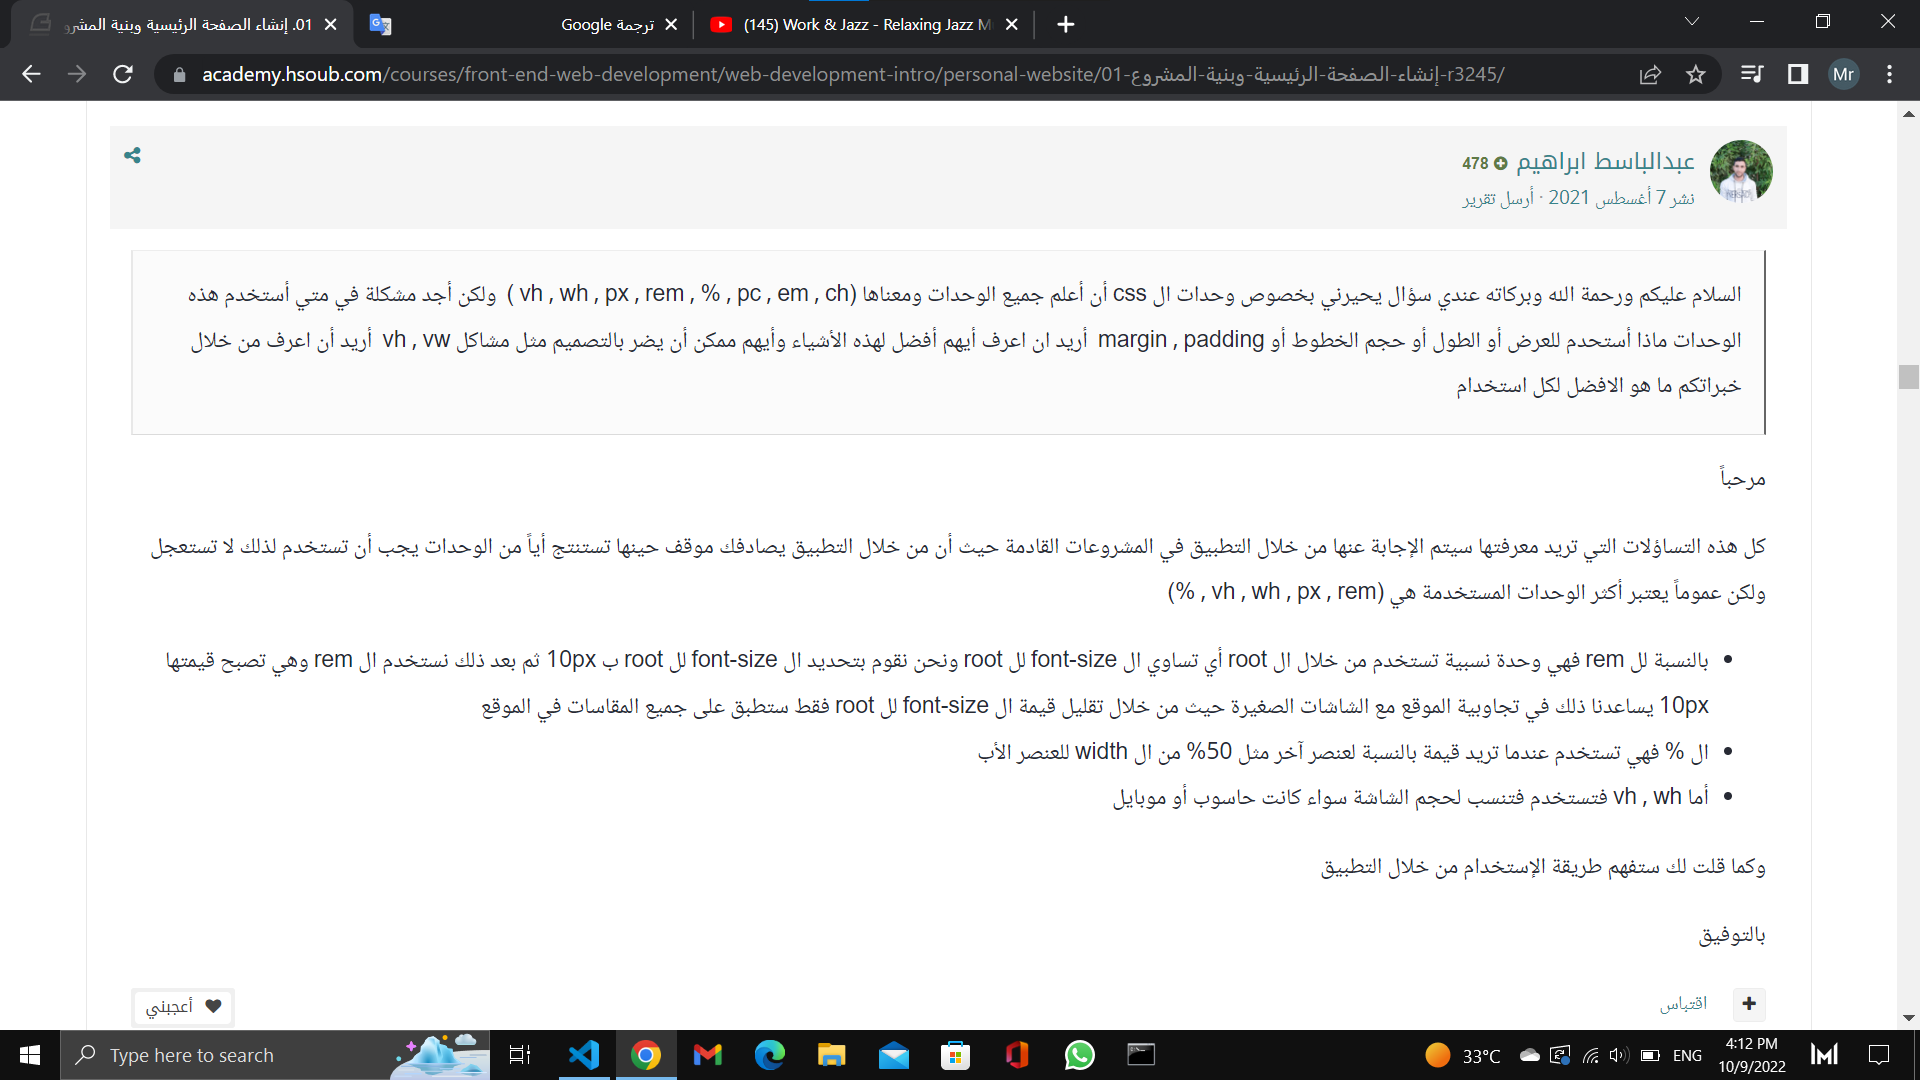 01. إنشاء الصفحة الرئيسية وبنية المشرو
ترجمة Google
(145) Work & Jazz - Relaxing Jazz M
academy.hsoub.com/courses/front-end-web-development/web-development-intro/personal-website/01-إنشاء-الصفحة-الرئيسية-وبنية-المشروع-r3245/
Mr
عبدالباسط ابراهيم 478
نشر 7 أغسطس 2021 · أرسل تقرير
السلام عليكم ورحمة الله وبركاته عندي سؤال يحيرني بخصوص وحدات ال css أن أعلم جميع الوحدات ومعناها (vh , wh , px , rem , % , pc , em , ch ) ولكن أجد مشكلة في متي أستخدم هذه
الوحدات ماذا أستحدم للعرض أو الطول أو حجم الخطوط أو margin , padding أريد ان اعرف أيهم أفضل لهذه الأشياء وأيهم ممكن أن يضر بالتصميم مثل مشاكل vh , vw أريد أن اعرف من خلال
خبراتكم ما هو الافضل لكل استخدام
مرحباً
كل هذه التساؤلات التي تريد معرفتها سيتم الإجابة عنها من خلال التطبيق في المشروعات القادمة حيث أن من خلال التطبيق يصادفك موقف حينها تستنتج أياً من الوحدات يجب أن تستخدم لذلك لا تستعجل
ولكن عموماً يعتبر أكثر الوحدات المستخدمة هي (% , vh , wh , px , rem)
بالنسبة لل rem فهي وحدة نسبية تستخدم من خلال ال root أي تساوي ال font-size لل root ونحن نقوم بتحديد ال font-size لل root ب 10px ثم بعد ذلك نستخدم ال rem وهي تصبح قيمتها
10px يساعدنا ذلك في تجاوبية الموقع مع الشاشات الصغيرة حيث من خلال تقليل قيمة ال font-size لل root فقط ستطبق على جميع المقاسات في الموقع
ال % فهي تستخدم عندما تريد قيمة بالنسبة لعنصر آخر مثل 50% من ال width للعنصر الأب
أما vh , wh فتستخدم فتنسب لحجم الشاشة سواء كانت حاسوب أو موبايل
وكما قلت لك ستفهم طريقة الإستخدام من خلال التطبيق
بالتوفيق
اقتباس
أعجبني
Type here to search
33°C
ENG
4:12 PM
10/9/2022